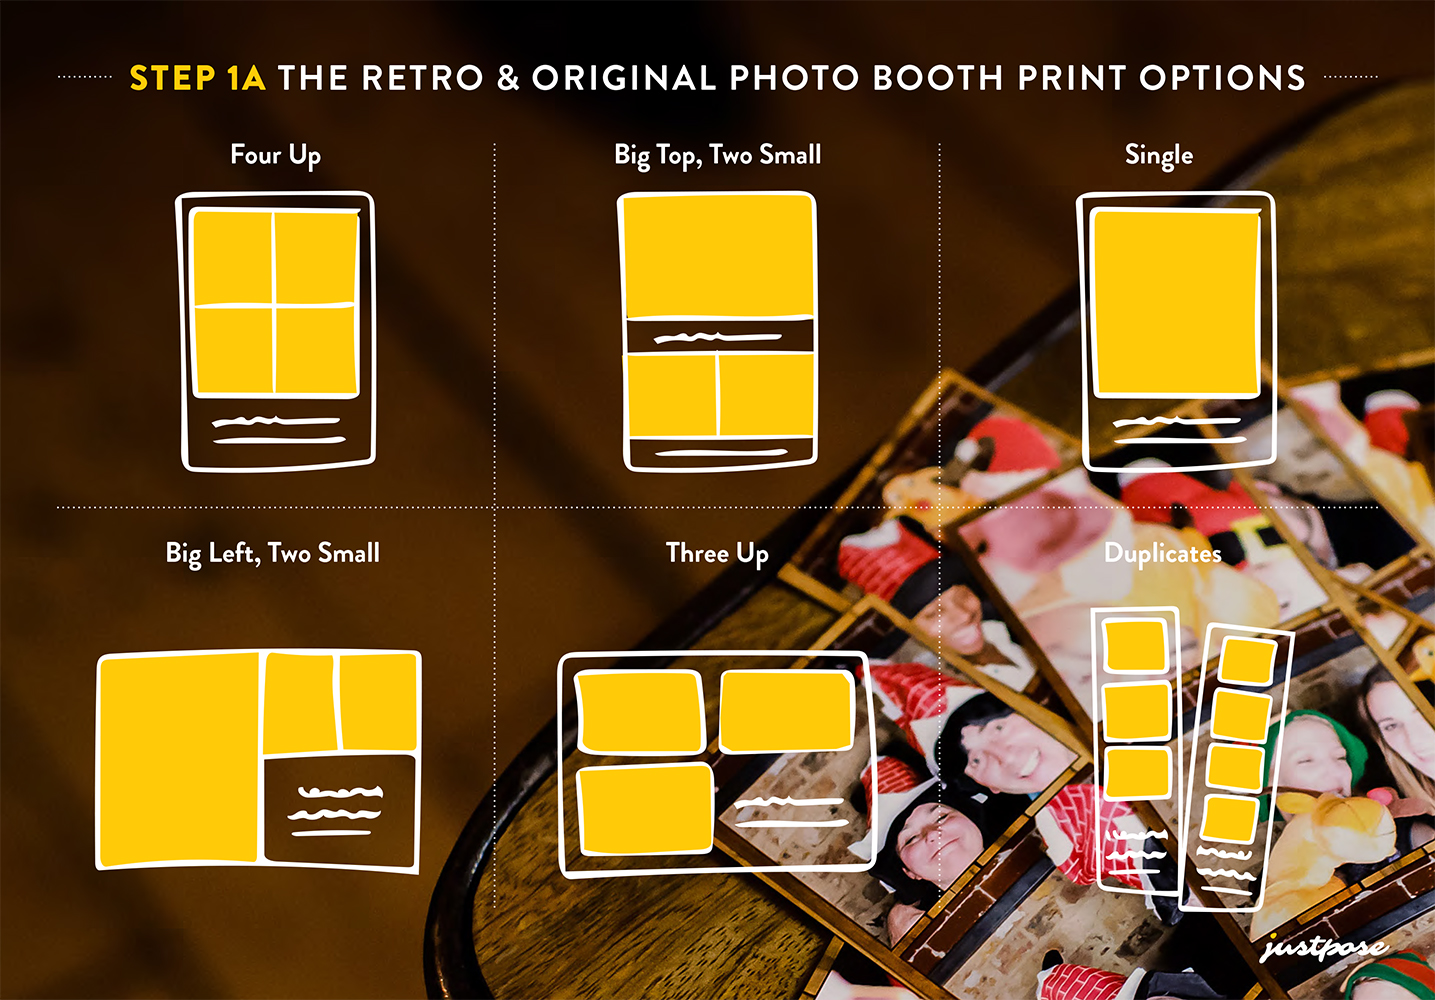 STEP 1A THE RETRO & ORIGINAL PHOTO BOOTH PRINT OPTIONS
Four Up
Big Top, Two Small
Single
Big Left, Two Small
Three Up
Duplicates
justpose